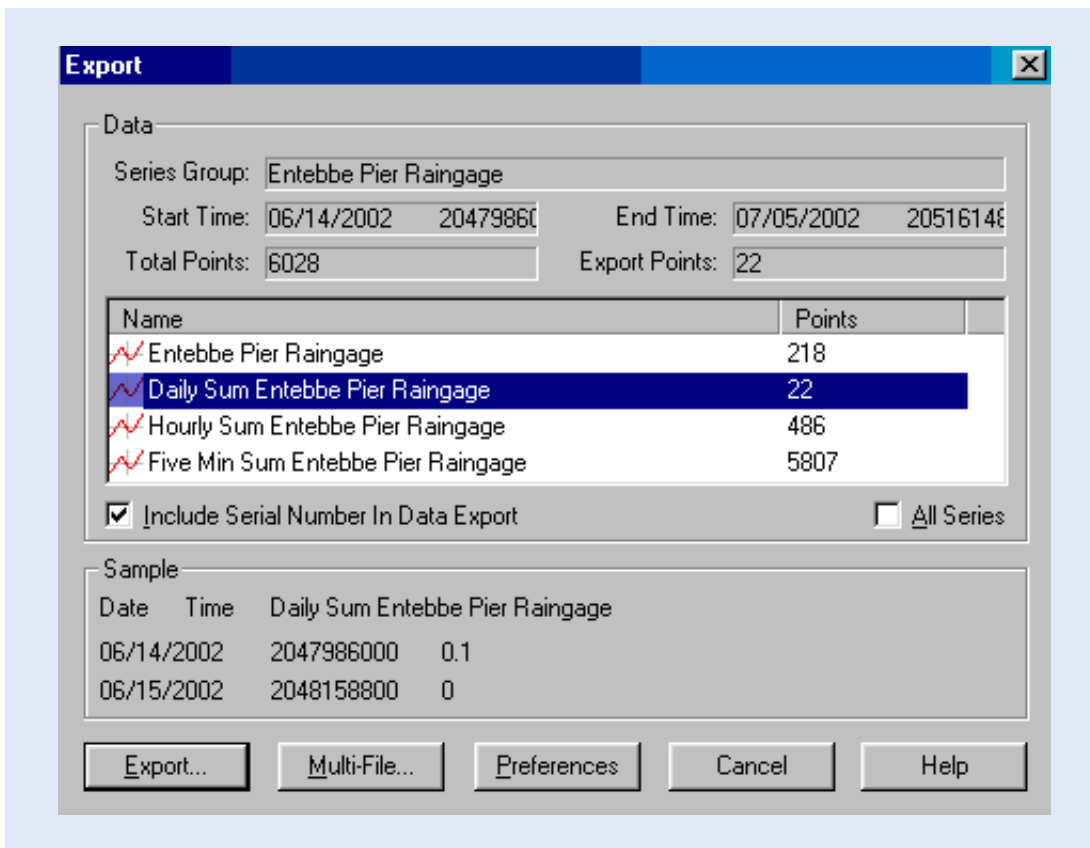 Export
Data
Series Group: Entebbe Pier Raingage
Start Time: 06/14/2002 20479860 End Time: 07/05/2002 20516148
Total Points: 6028 Export Points: 22
Name Points
Entebbe Pier Raingage 218
Daily Sum Entebbe Pier Raingage 22
Hourly Sum Entebbe Pier Raingage 486
Five Min Sum Entebbe Pier Raingage 5807
Include Serial Number In Data Export All Series
Sample
Date Time Daily Sum Entebbe Pier Raingage
06/14/2002 2047986000 0.1
06/15/2002 2048158800 0
Export... Multi-File... Preferences Cancel Help